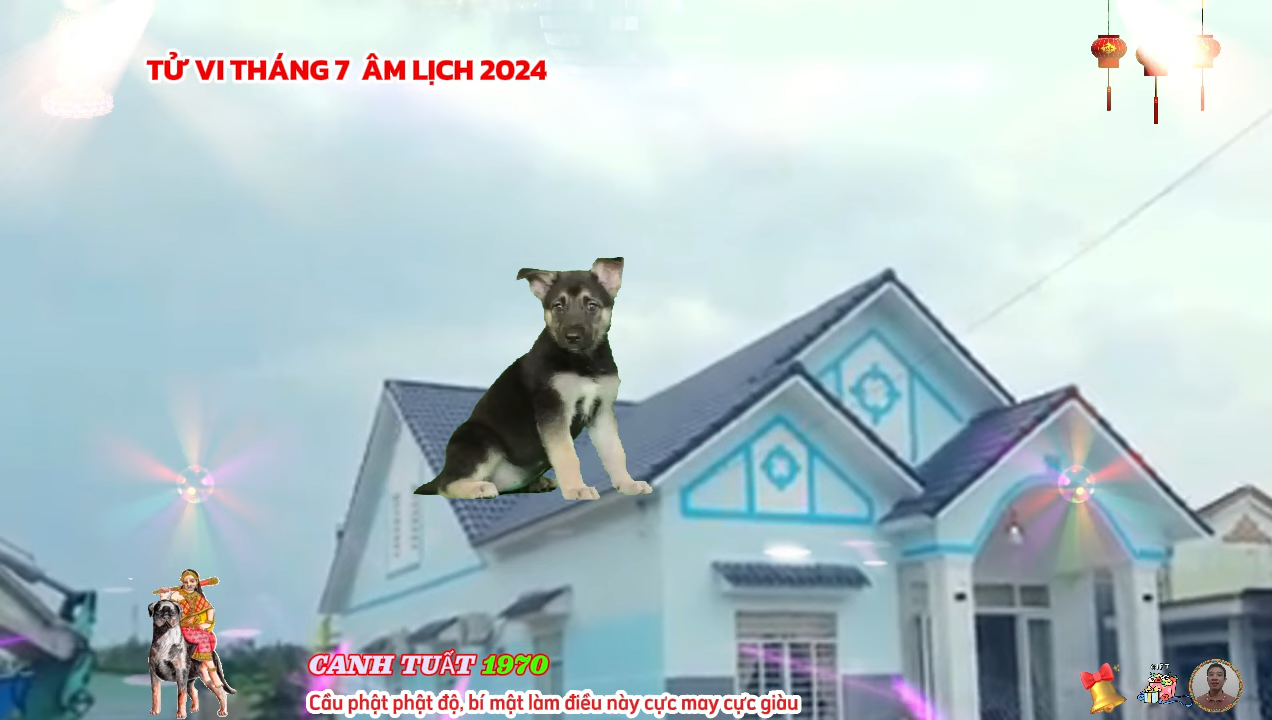 TỬ VI THÁNG 7 ÂM LỊCH 2024
CANH TUẤT 1970
Cầu phật phật độ, bí mật làm điều này cực may cực giàu
GIFT